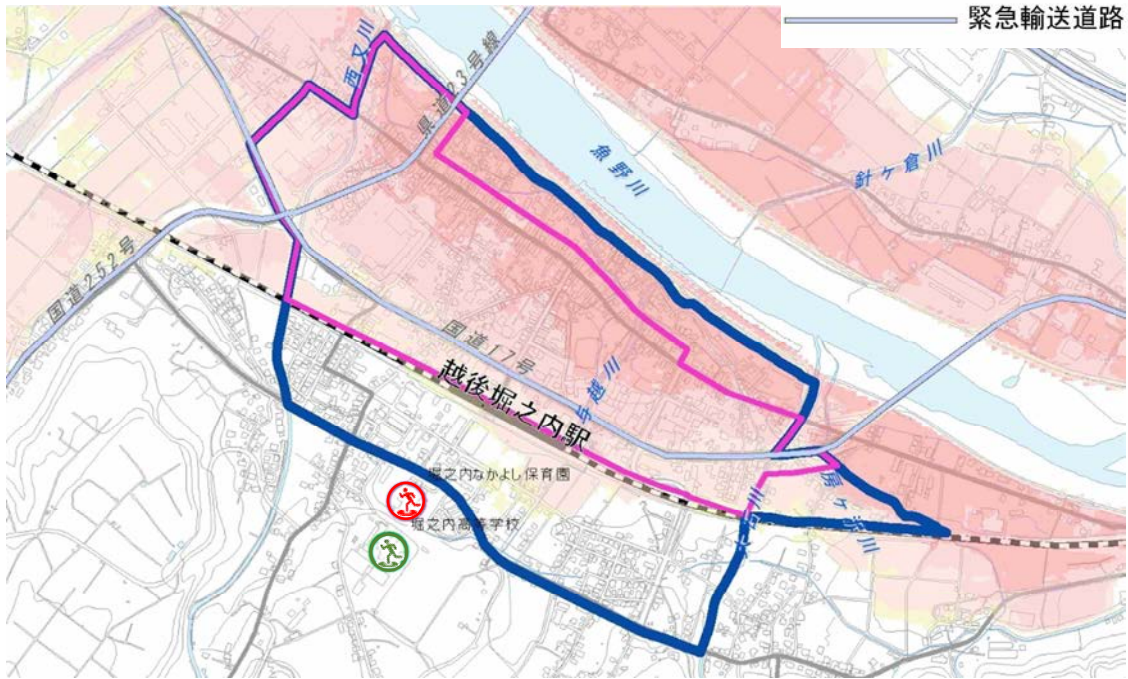 緊急輸送道路
西又川
県道23号線
魚野川
針ヶ倉川
国道252号
国道17号
与越川
越後堀之内駅
堀之内なかよし保育園
堀之内高等学校
房ヶ沢川